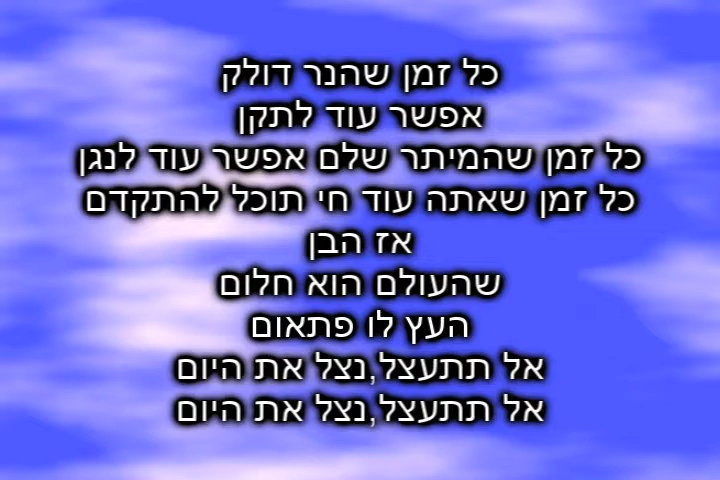 כל זמן שהנר דולק
אפשר עוד לתקן
כל זמן שהמיתר שלם אפשר עוד לנגן
כל זמן שאתה עוד חי תוכל להתקדם
אז הבן
שהעולם הוא חלום
העץ לו פתאום
אל תתעצל,נצל את היום
אל תתעצל,נצל את היום